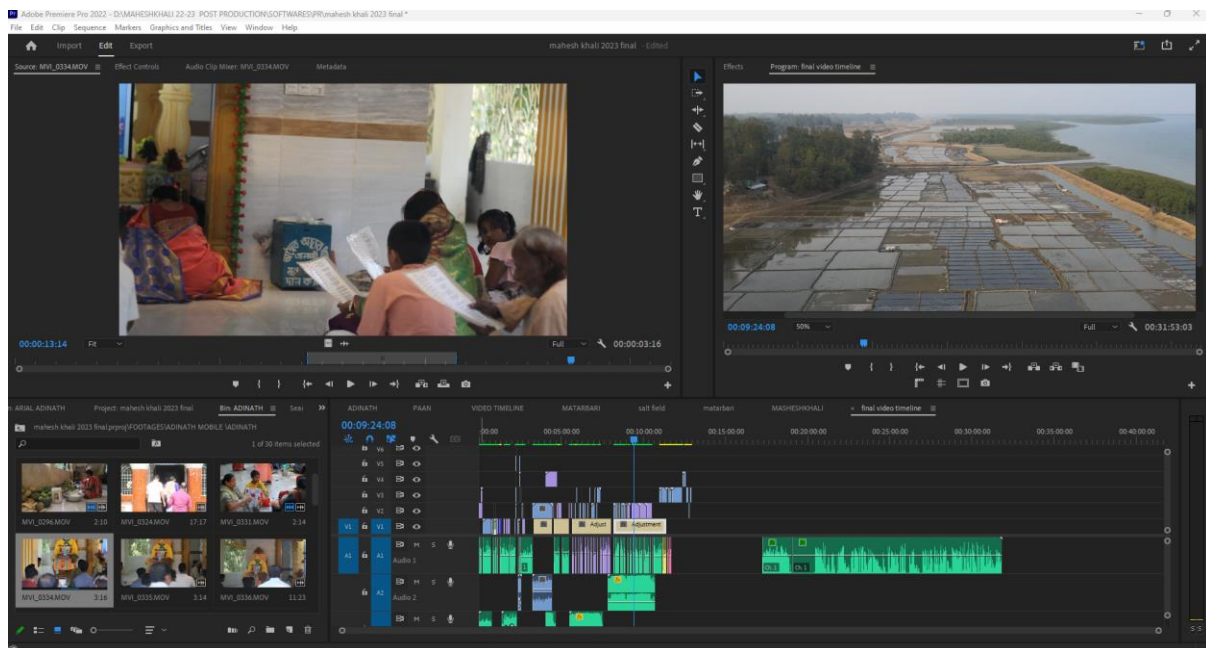 Adobe Premiere Pro 2022 - D:\MAHESHKHALI 22-23 POST PRODUCTION\SOFTWARES\PR\mahesh khali 2023 final *
File Edit Clip Sequence Markers Graphics and Titles View Window Help
Import Edit Export
mahesh khali 2023 final - Edited
Source: MVI_0334.MOV Effect Controls Audio Clip Mixer: MVI_0334.MOV Metadata
Effects Program: final video timeline
দান
00:00:13:14 Fit Full 00:00:03:16
00:09:24:08 50% Full 00:31:53:03
n: ARIAL ADINATH Project: mahesh khali 2023 final Bin: ADINATH Sear
mahesh khali 2023 final.prproj\FOOTAGES\ADINATH MOBILE \ADINATH
1 of 30 items selected
MVI_0296.MOV 2:10 MVI_0324.MOV 17:17 MVI_0331.MOV 2:14
MVI_0334.MOV 3:16 MVI_0335.MOV 3:14 MVI_0336.MOV 11:23
ADINATH PAAN VIDEO TIMELINE MATARBARI salt field matarbari MASHESHKHALI final video timeline
00:09:24:08
:00:00 00:05:00:00 00:10:00:00 00:15:00:00 00:20:00:00 00:25:00:00 00:30:00:00 00:35:00:00 00:40:00:00
V6
V5
V4
V3
V2
V1 V1 Adjust Adjustment
A1 A1 M S
Audio 1
Ch.1 Ch.1
A2 M S
Audio 2
M S
S S